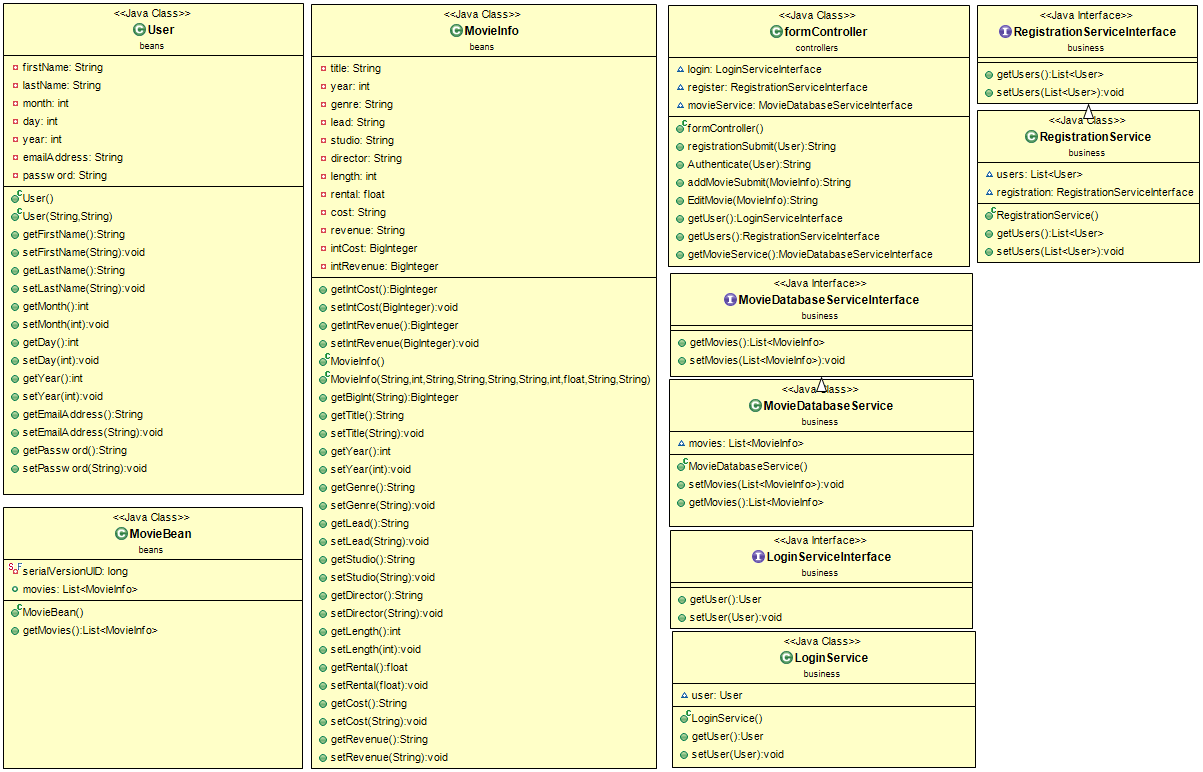 <<Java Class>>
User
beans
firstName: String
lastName: String
month: int
day: int
year: int
emailAddress: String
password: String
User()
User(String,String)
getFirstName():String
setFirstName(String):void
getLastName():String
setLastName(String):void
getMonth():int
setMonth(int):void
getDay():int
setDay(int):void
getYear():int
setYear(int):void
getEmailAddress():String
setEmailAddress(String):void
getPassword():String
setPassword(String):void
<<Java Class>>
MovieBean
beans
serialVersionUID: long
movies: List<MovieInfo>
MovieBean()
getMovies():List<MovieInfo>
<<Java Class>>
MovieInfo
beans
title: String
year: int
genre: String
lead: String
studio: String
director: String
length: int
rental: float
cost: String
revenue: String
intCost: BigInteger
intRevenue: BigInteger
getIntCost():BigInteger
setIntCost(BigInteger):void
getIntRevenue():BigInteger
setIntRevenue(BigInteger):void
MovieInfo()
MovieInfo(String,int,String,String,String,String,int,float,String,String)
getBigInt(String):BigInteger
getTitle():String
setTitle(String):void
getYear():int
setYear(int):void
getGenre():String
setGenre(String):void
getLead():String
setLead(String):void
getStudio():String
setStudio(String):void
getDirector():String
setDirector(String):void
getLength():int
setLength(int):void
getRental():float
setRental(float):void
getCost():String
setCost(String):void
getRevenue():String
setRevenue(String):void
<<Java Class>>
formController
controllers
login: LoginServiceInterface
register: RegistrationServiceInterface
movieService: MovieDatabaseServiceInterface
formController()
registrationSubmit(User):String
Authenticate(User):String
addMovieSubmit(MovieInfo):String
EditMovie(MovieInfo):String
getUser():LoginServiceInterface
getUsers():RegistrationServiceInterface
getMovieService():MovieDatabaseServiceInterface
<<Java Interface>>
MovieDatabaseServiceInterface
business
getMovies():List<MovieInfo>
setMovies(List<MovieInfo>):void
<<Java Class>>
MovieDatabaseService
business
movies: List<MovieInfo>
MovieDatabaseService()
setMovies(List<MovieInfo>):void
getMovies():List<MovieInfo>
<<Java Interface>>
LoginServiceInterface
business
getUser():User
setUser(User):void
<<Java Class>>
LoginService
business
user: User
LoginService()
getUser():User
setUser(User):void
<<Java Interface>>
RegistrationServiceInterface
business
getUsers():List<User>
setUsers(List<User>):void
<<Java Class>>
RegistrationService
business
users: List<User>
registration: RegistrationServiceInterface
RegistrationService()
getUsers():List<User>
setUsers(List<User>):void